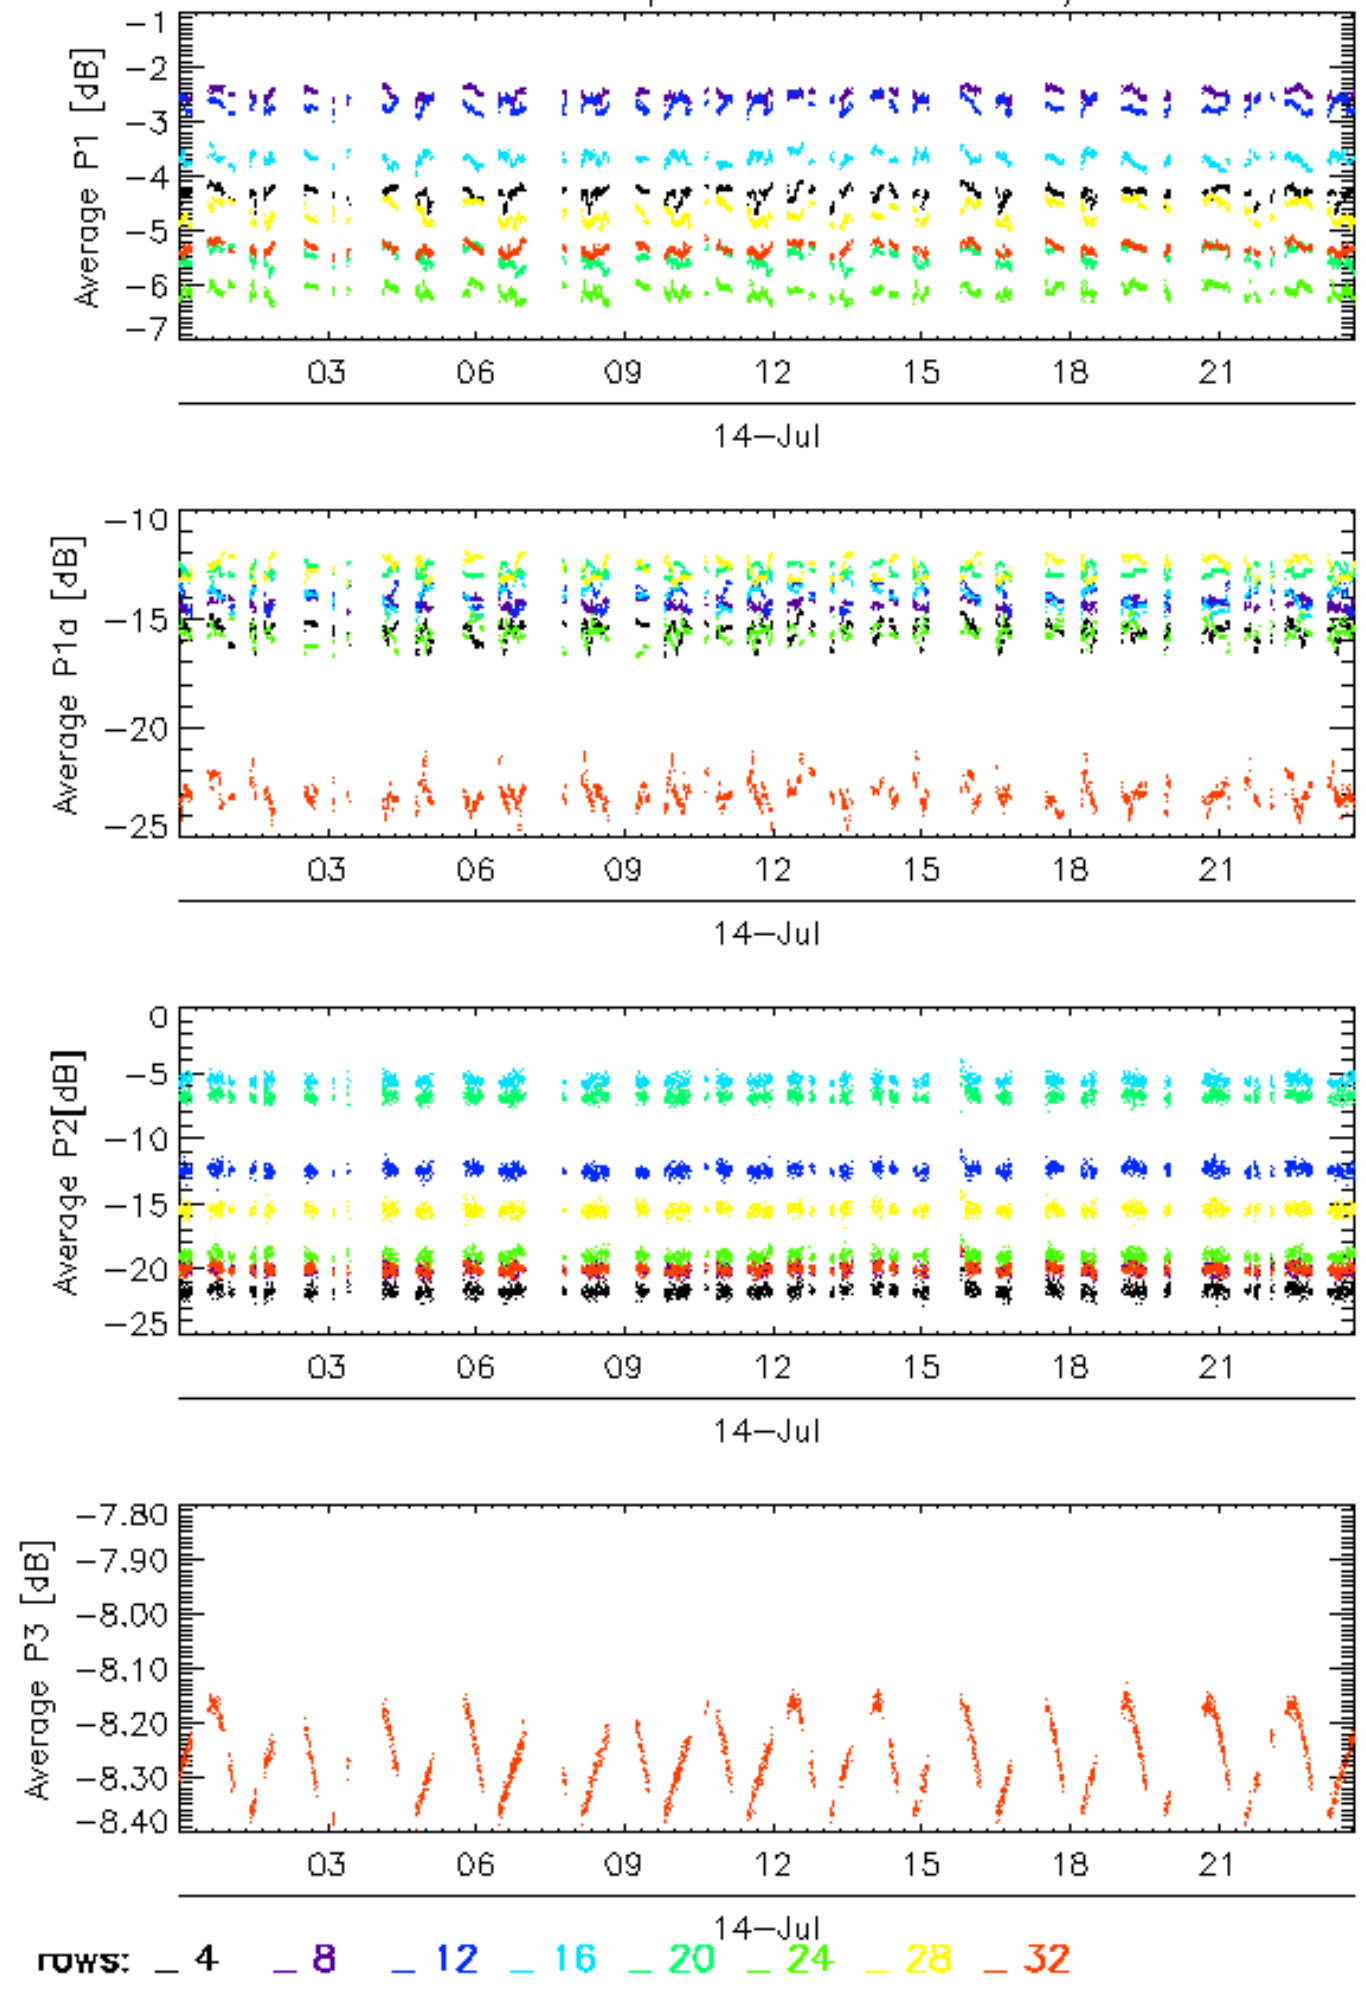 Average P1 [dB]
-1
-2
-3
-4
-5
-6
-7
03 06 09 12 15 18 21
14-Jul
Average P1a [dB]
-10
-15
-20
-25
03 06 09 12 15 18 21
14-Jul
Average P2[dB]
0
-5
-10
-15
-20
-25
03 06 09 12 15 18 21
14-Jul
Average P3 [dB]
-7.80
-7.90
-8.00
-8.10
-8.20
-8.30
-8.40
03 06 09 12 15 18 21
14-Jul
rows: _ 4 _ 8 _ 12 _ 16 _ 20 _ 24 _ 28 _ 32